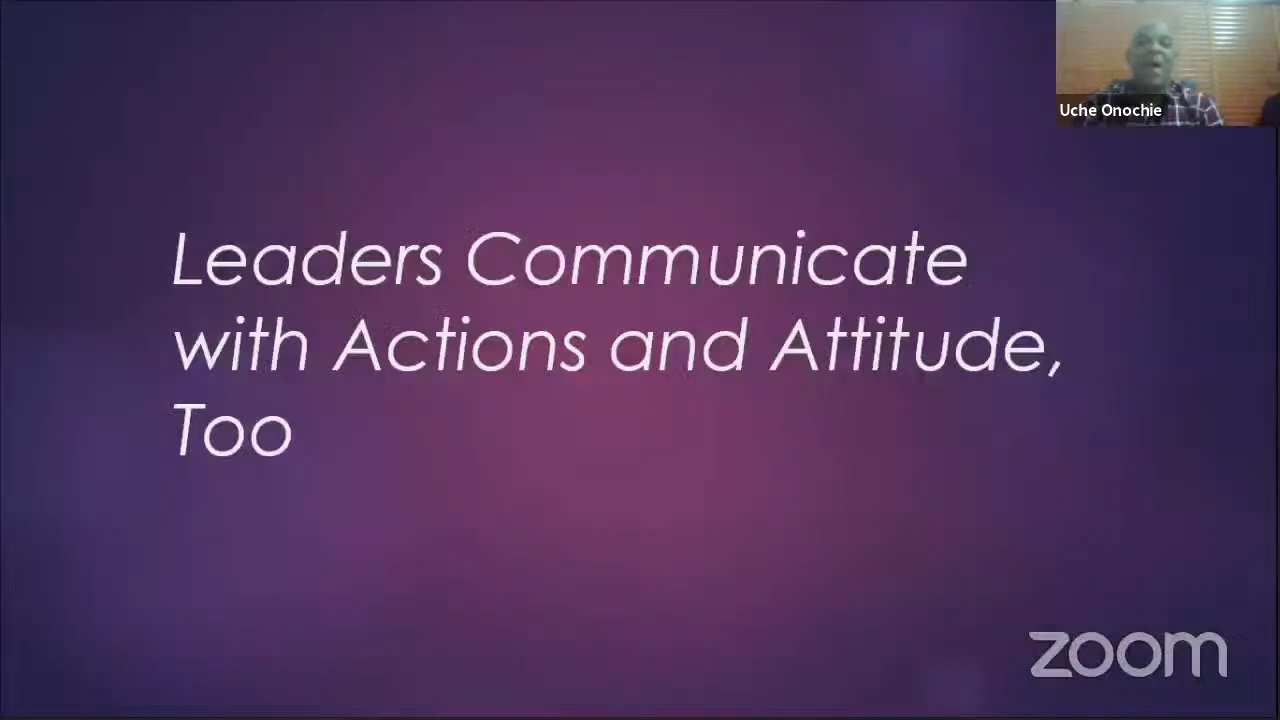 Uche Onochie
Leaders Communicate
with Actions and Attitude,
Too
zoom